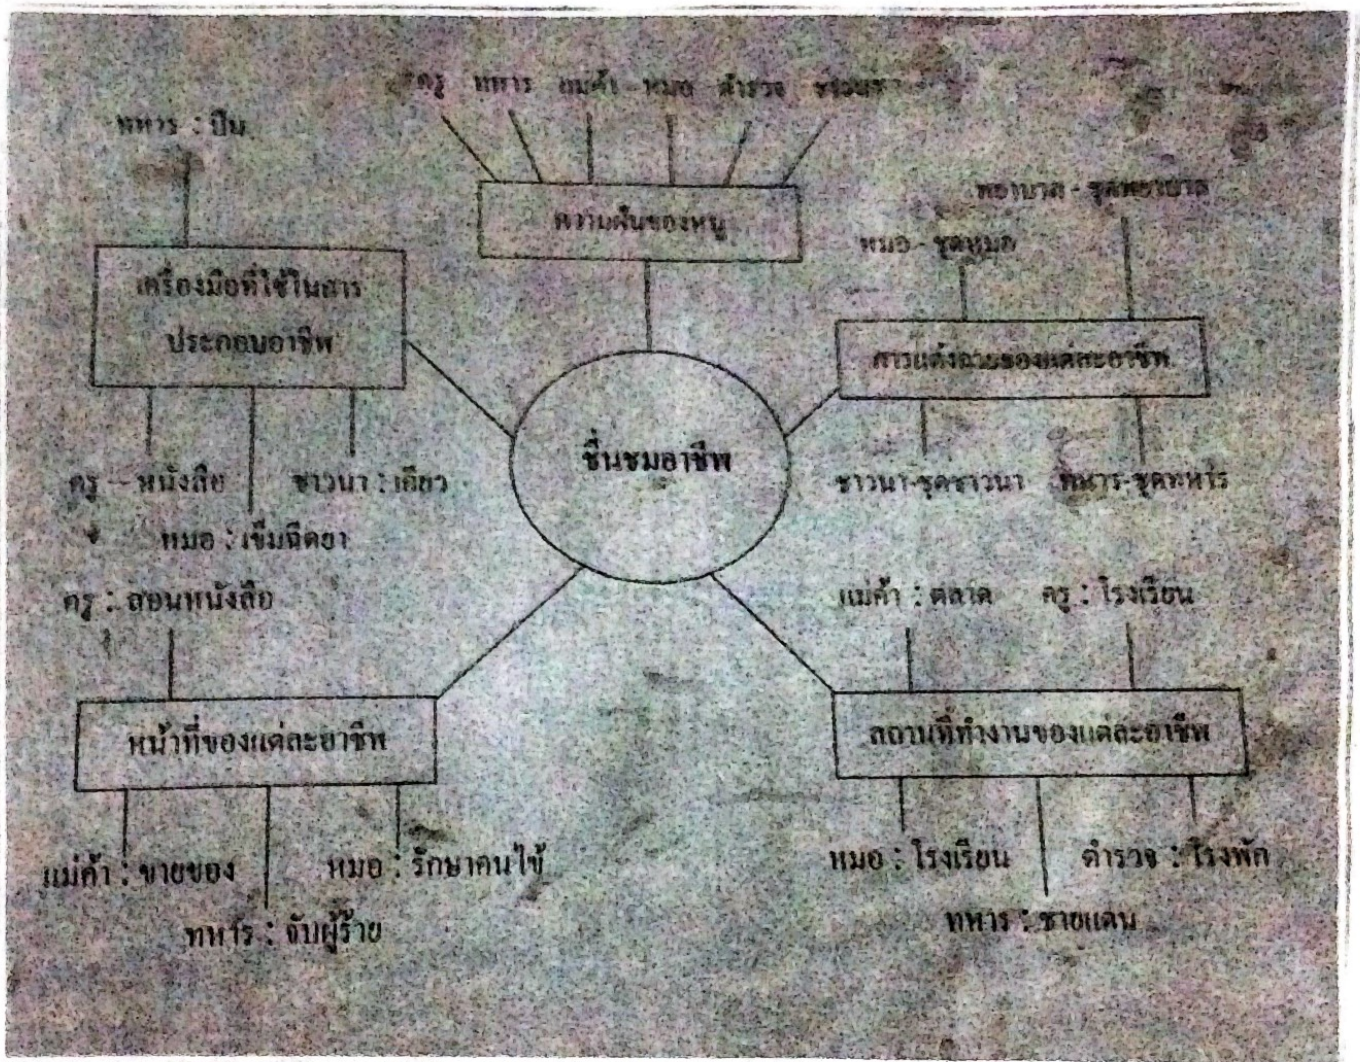 ครู ทหาร แม่ค้า หมอ ตำรวจ ชาวนา
ความฝันของหนู
ทหาร : ปืน
เครื่องมือที่ใช้ในการ
ประกอบอาชีพ
ครู – หนังสือ
ชาวนา : เกี่ยว
หมอ : เข็มฉีดยา
พยาบาล - ชุดพยาบาล
หมอ - ชุดหมอ
การแต่งกายของแต่ละอาชีพ
ชาวนา-ชุดชาวนา
ทหาร-ชุดทหาร
ชื่นชมอาชีพ
ครู : สอนหนังสือ
หน้าที่ของแต่ละอาชีพ
แม่ค้า : ขายของ
หมอ : รักษาคนไข้
ทหาร : จับผู้ร้าย
แม่ค้า : ตลาด
ครู : โรงเรียน
สถานที่ทำงานของแต่ละอาชีพ
หมอ : โรงเรียน
ตำรวจ : โรงพัก
ทหาร : ชายแดน